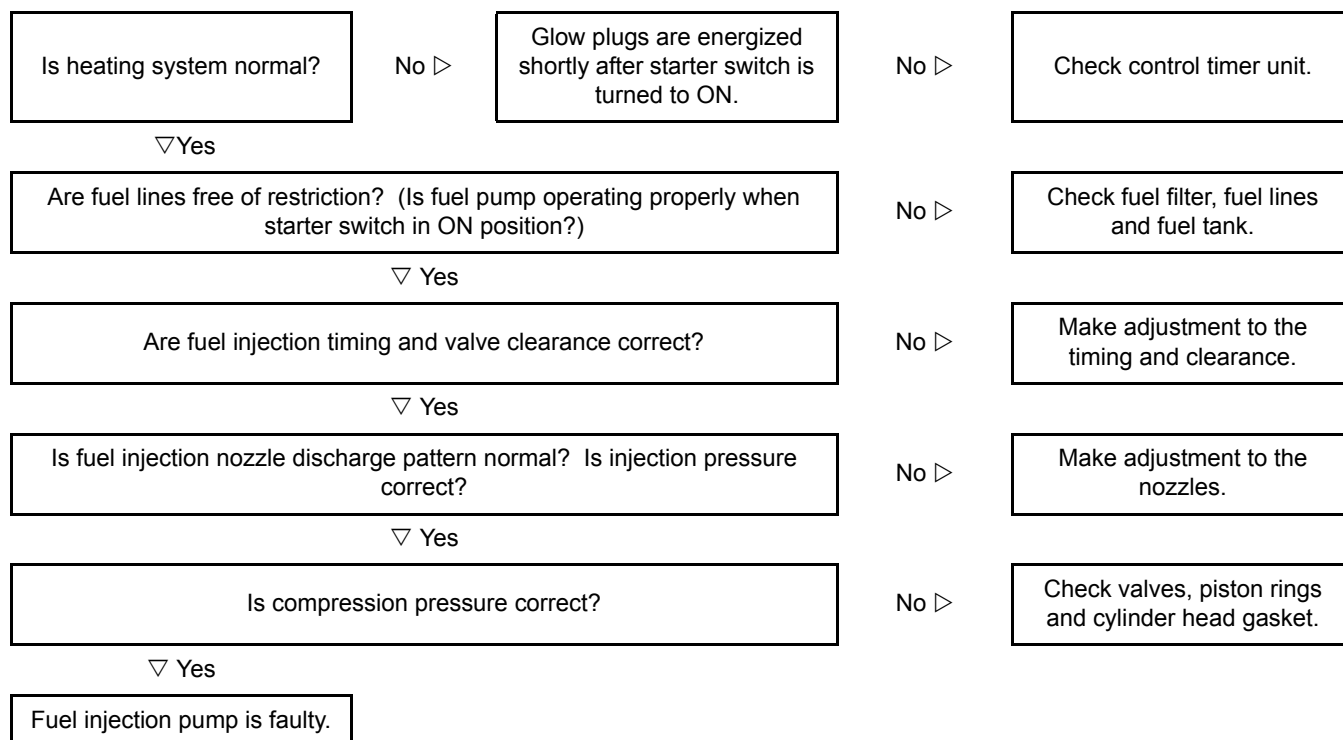 Is heating system normal?
No ▷
Glow plugs are energized
shortly after starter switch is
turned to ON.
No ▷
Check control timer unit.
▽Yes
Are fuel lines free of restriction? (Is fuel pump operating properly when
starter switch in ON position?)
No ▷
Check fuel filter, fuel lines
and fuel tank.
▽ Yes
Are fuel injection timing and valve clearance correct?
No ▷
Make adjustment to the
timing and clearance.
▽ Yes
Is fuel injection nozzle discharge pattern normal? Is injection pressure
correct?
No ▷
Make adjustment to the
nozzles.
▽ Yes
Is compression pressure correct?
No ▷
Check valves, piston rings
and cylinder head gasket.
▽ Yes
Fuel injection pump is faulty.